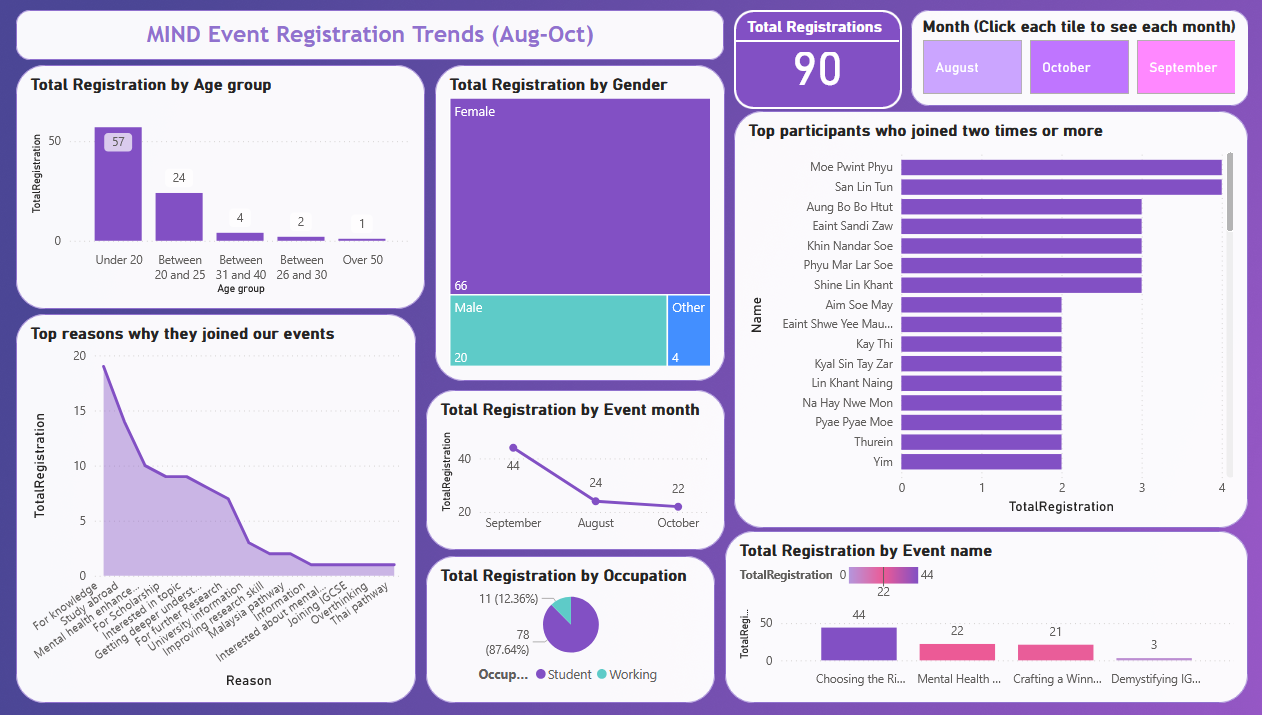 MIND Event Registration Trends (Aug-Oct)
Total Registrations
90
Month (Click each tile to see each month)
August
October
September
Total Registration by Age group
TotalRegistration
50
0
57
24
4
2
1
Under 20
Between
20 and 25
Between
31 and 40
Between
26 and 30
Over 50
Age group
Total Registration by Gender
Female
66
Male
20
Other
4
Top participants who joined two times or more
Name
Moe Pwint Phyu
San Lin Tun
Aung Bo Bo Htut
Eaint Sandi Zaw
Khin Nandar Soe
Phyu Mar Lar Soe
Shine Lin Khant
Aim Soe May
Eaint Shwe Yee Mau...
Kay Thi
Kyal Sin Tay Zar
Lin Khant Naing
Na Hay Nwe Mon
Pyae Pyae Moe
Thurein
Yim
0
1
2
3
4
TotalRegistration
Top reasons why they joined our events
TotalRegistration
20
15
10
5
0
For knowledge
Study abroad
Mental health enhance...
For Scholarship
Interested in topic
Getting deeper underst...
For further Research
University information
Improving research skill
Malaysia pathway
Information
Interested about mental...
Joining IGCSE
Overthinking
Thai pathway
Reason
Total Registration by Event month
TotalRegistration
40
20
44
24
22
September
August
October
Total Registration by Occupation
11 (12.36%)
78
(87.64%)
Occup...
Student
Working
Total Registration by Event name
TotalRegistration
0
44
22
TotalRegi...
50
0
44
22
21
3
Choosing the Ri...
Mental Health ...
Crafting a Winn...
Demystifying IG...